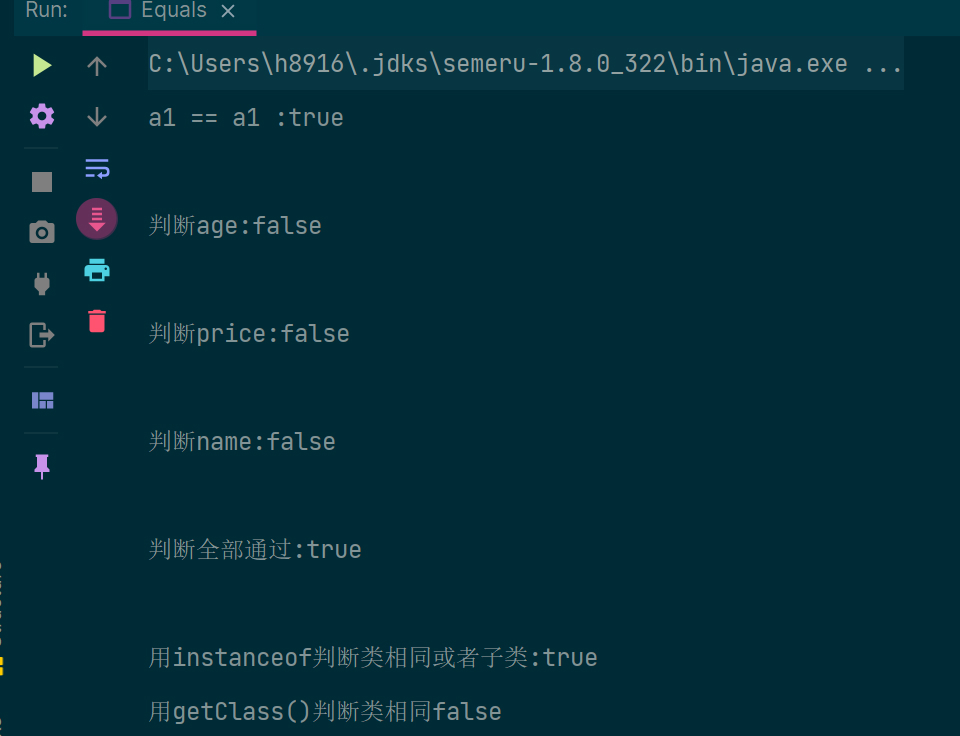 Run: Equals
C:\Users\h8916\.jdks\semeru-1.8.0_322\bin\java.exe ...
a1 == a1 :true
判断age:false
判断price:false
判断name:false
判断全部通过:true
用instanceof判断类相同或者子类:true
用getClass()判断类相同false